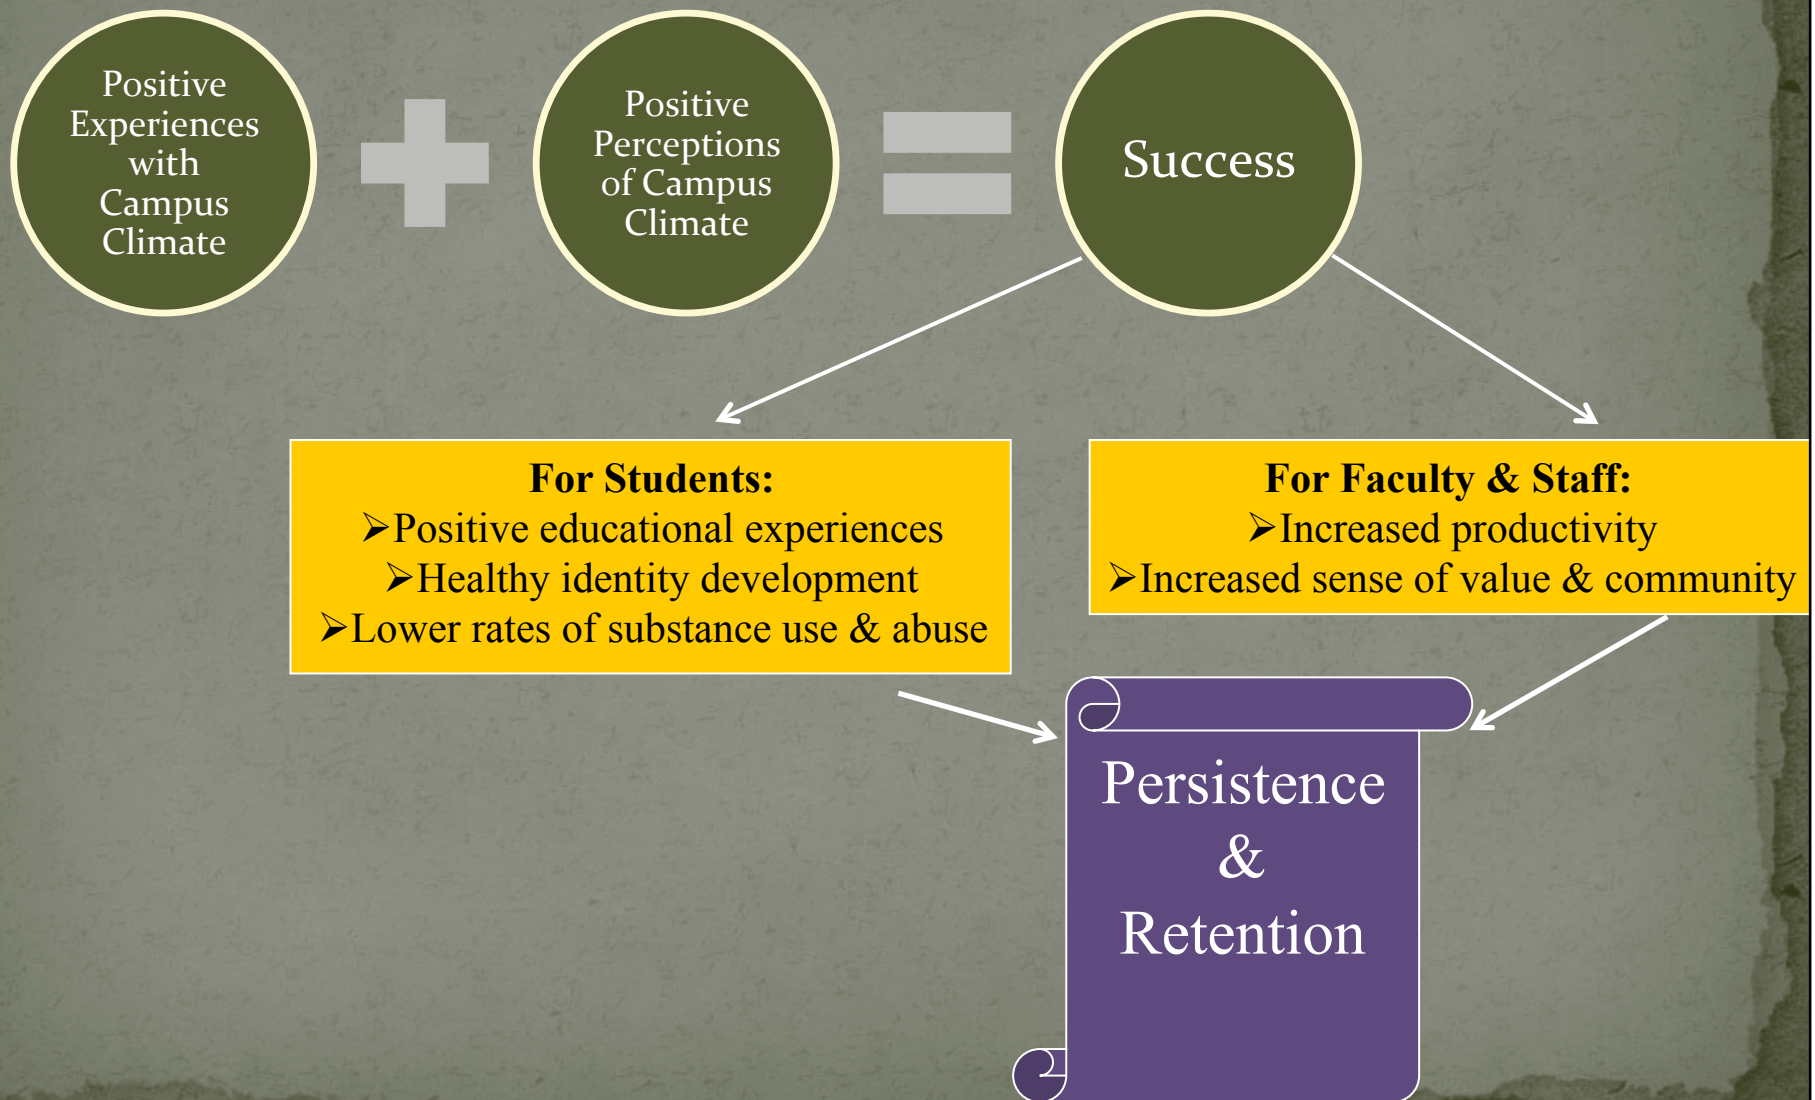 Positive
Experiences
with
Campus
Climate
Positive
Perceptions
of Campus
Climate
Success
For Students:
➢Positive educational experiences
➢Healthy identity development
➢Lower rates of substance use & abuse
For Faculty & Staff:
➢Increased productivity
➢Increased sense of value & community
Persistence
&
Retention